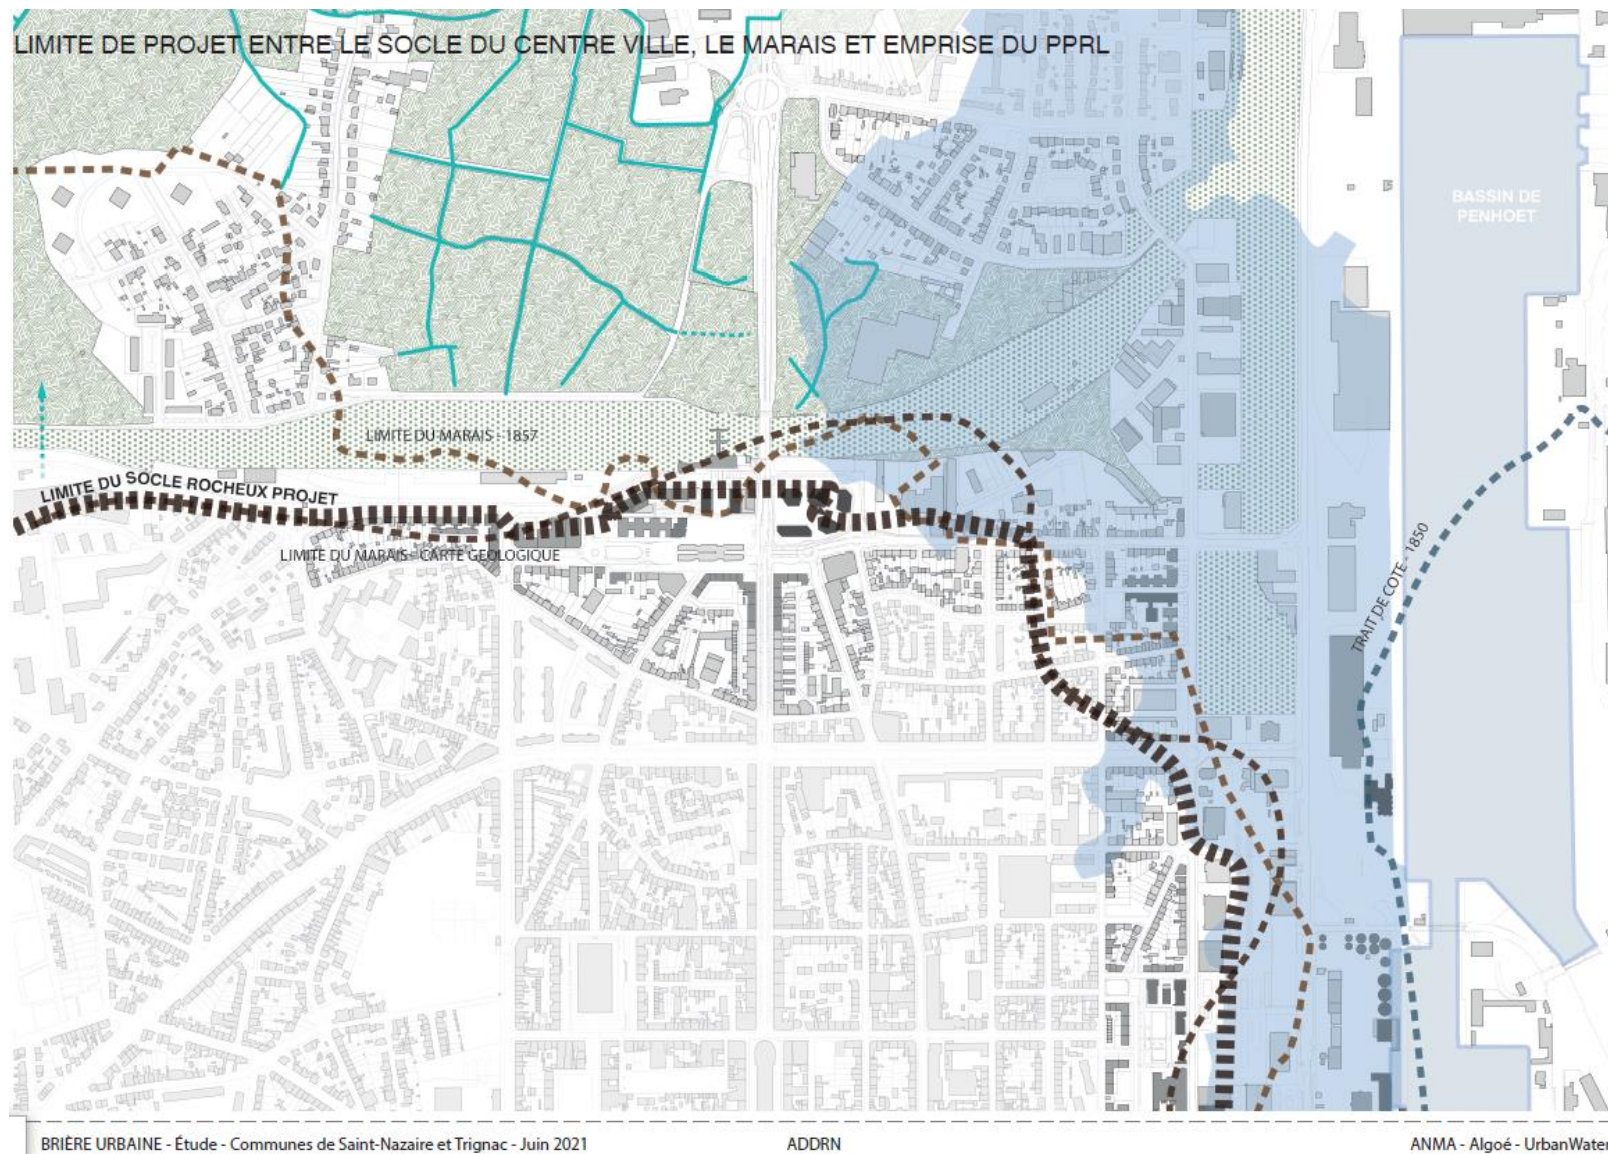 LIMITE DE PROJET ENTRE LE SOCLE DU CENTRE VILLE, LE MARAIS ET EMPRISE DU PPRL
BASSIN DE
PENHOET
LIMITE DU MARAIS - 1857
LIMITE DU SOCLE ROCHEUX PROJET
LIMITE DU MARAIS - CARTE GEOLOGIQUE
TRAIT DE COTE - 1850
BRIÈRE URBAINE - Étude - Communes de Saint-Nazaire et Trignac - Juin 2021
ADDRN
ANMA - Algoé - UrbanWater